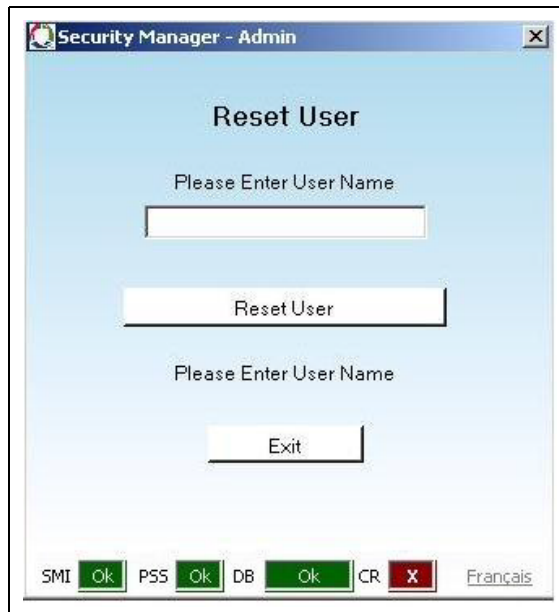 Security Manager - Admin
Reset User
Please Enter User Name
Reset User
Please Enter User Name
Exit
SMI Ok PSS Ok DB Ok CR X Français